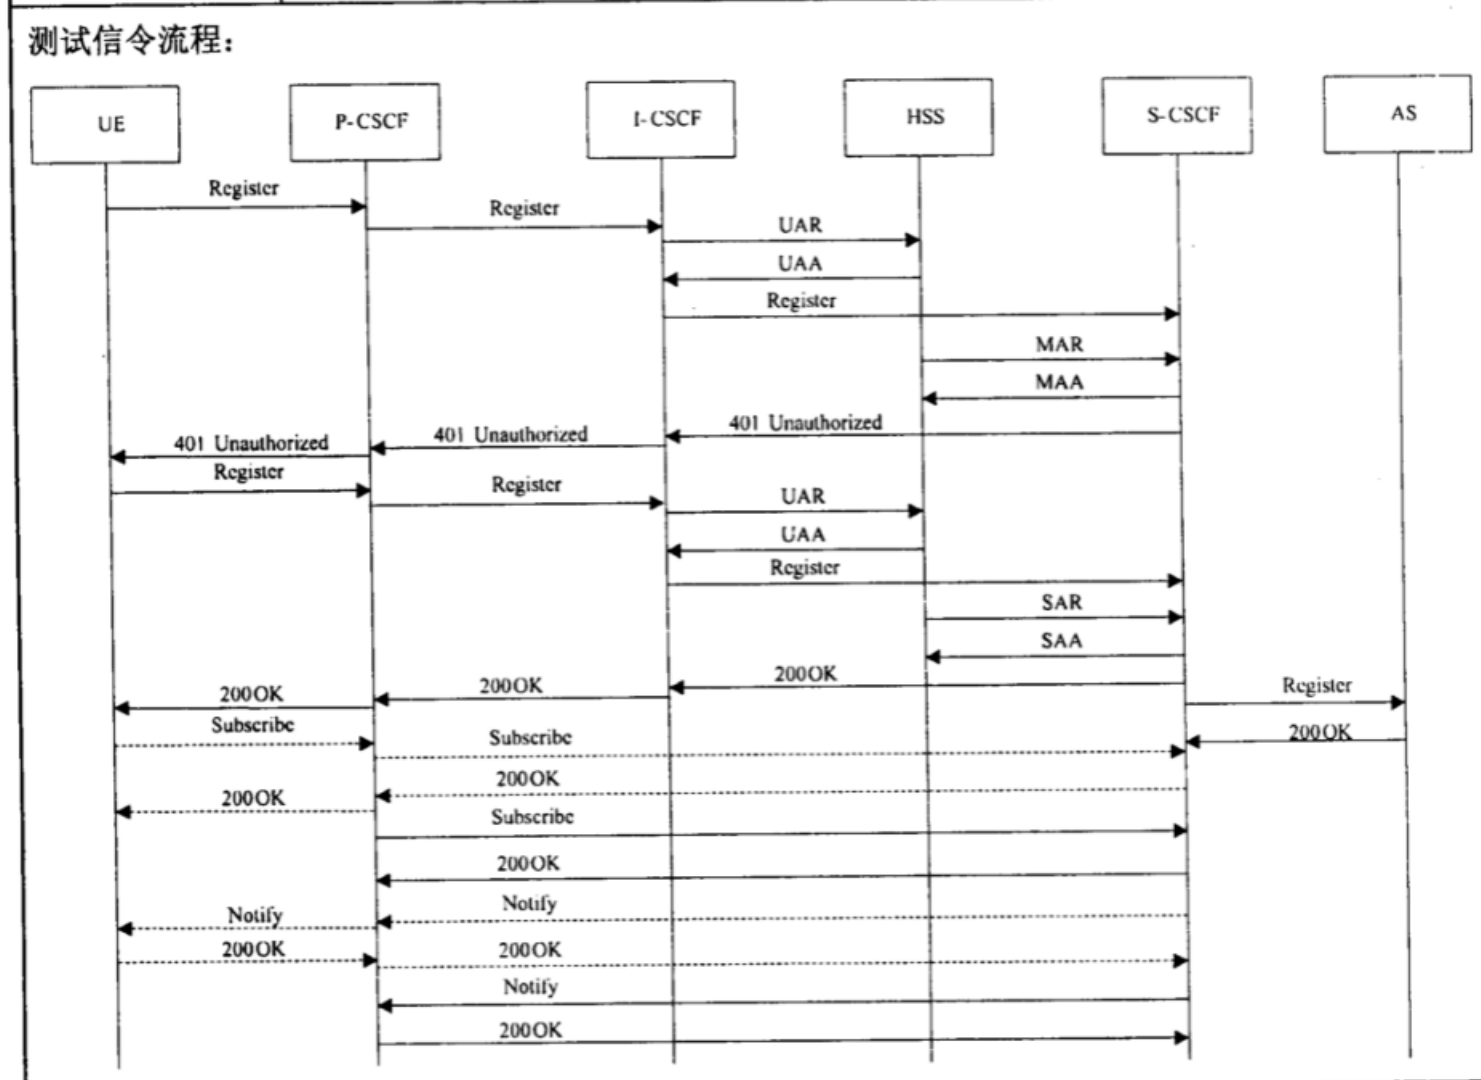 测试信令流程：
UE P-CSCF I-CSCF HSS S-CSCF AS
Register
Register
UAR
UAA
Register
MAR
MAA
401 Unauthorized
401 Unauthorized
401 Unauthorized
Register
Register
UAR
UAA
Register
SAR
SAA
200OK
200OK
200OK
Register
Subscribe
Subscribe
200OK
200OK
200OK
Subscribe
200OK
Notify
Notify
200OK
200OK
Notify
200OK